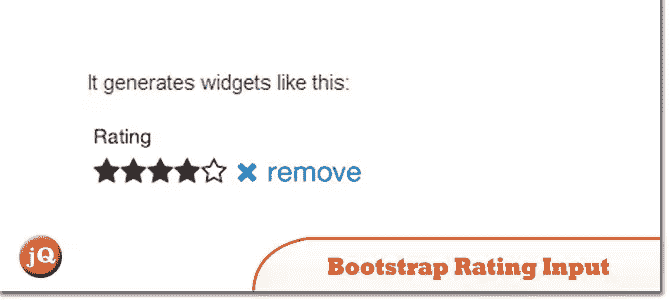 It generates widgets like this:
Rating
remove
jQ
Bootstrap Rating Input